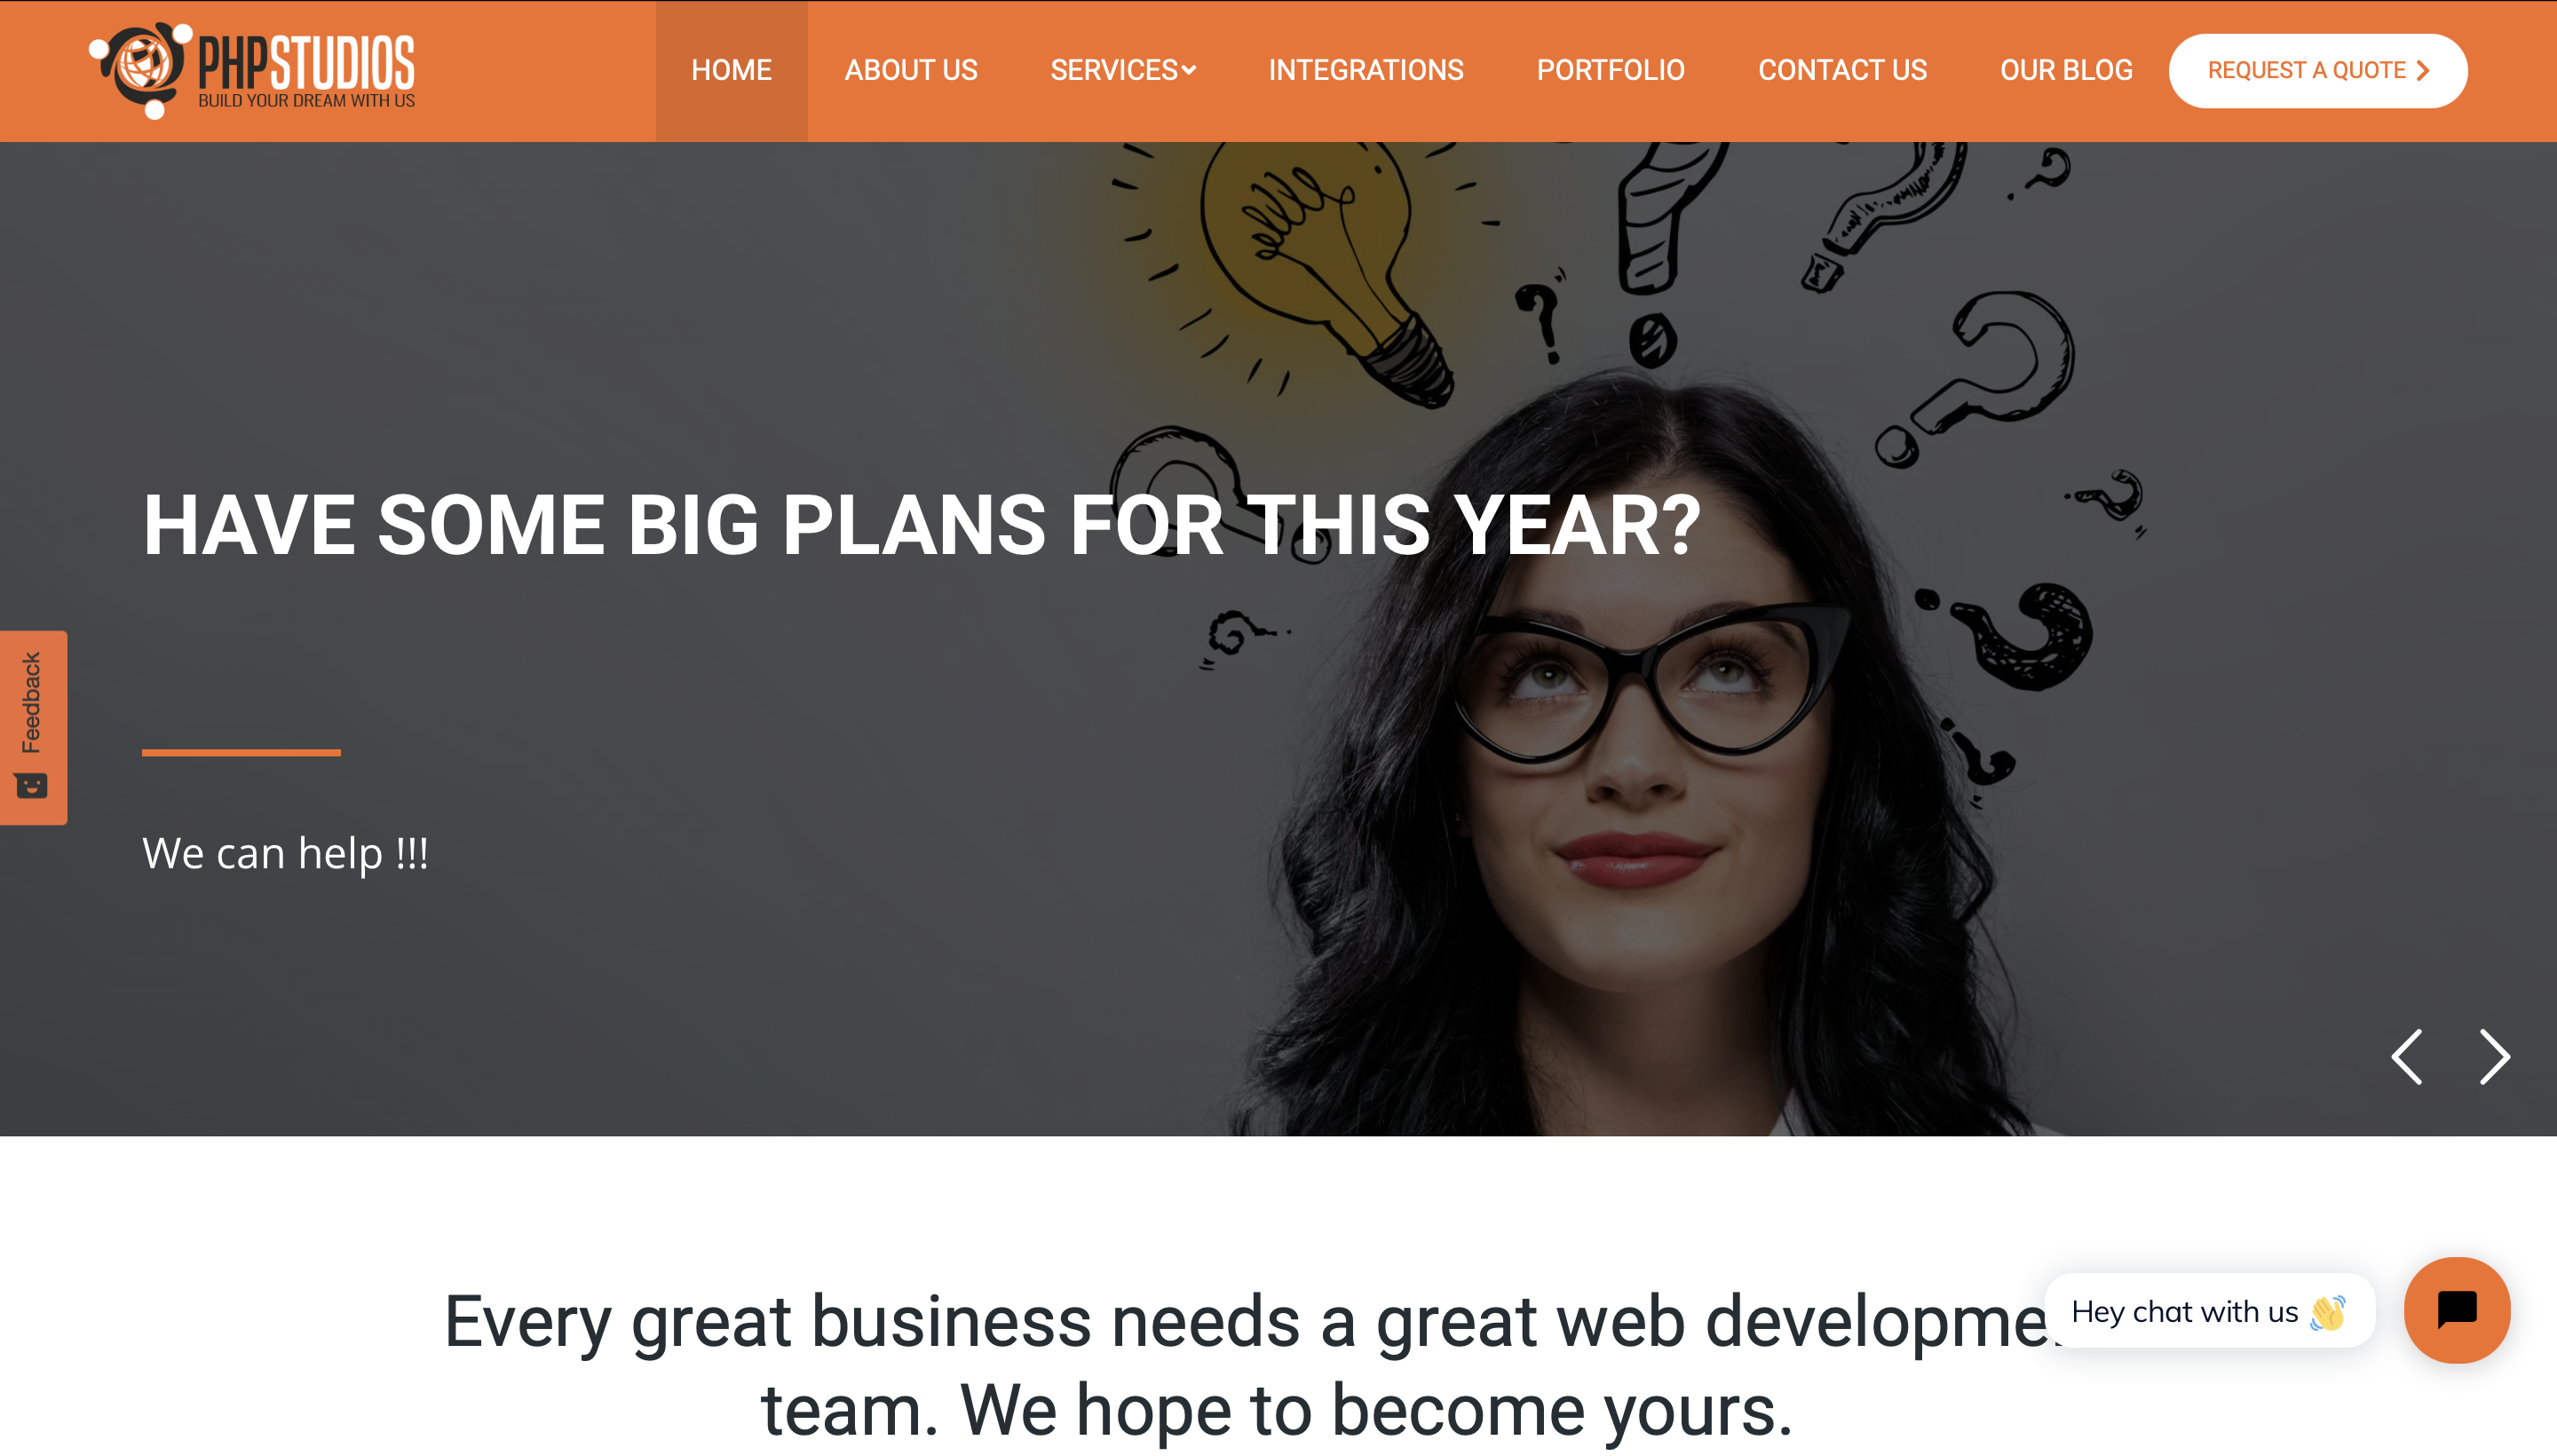 PHPSTUDIOS
BUILD YOUR DREAM WITH US
HOME
ABOUT US
SERVICES
INTEGRATIONS
PORTFOLIO
CONTACT US
OUR BLOG
REQUEST A QUOTE
HAVE SOME BIG PLANS FOR THIS YEAR?
Feedback
We can help !!!
Every great business needs a great web
team. We hope to become yours.
Hey chat with us 👋